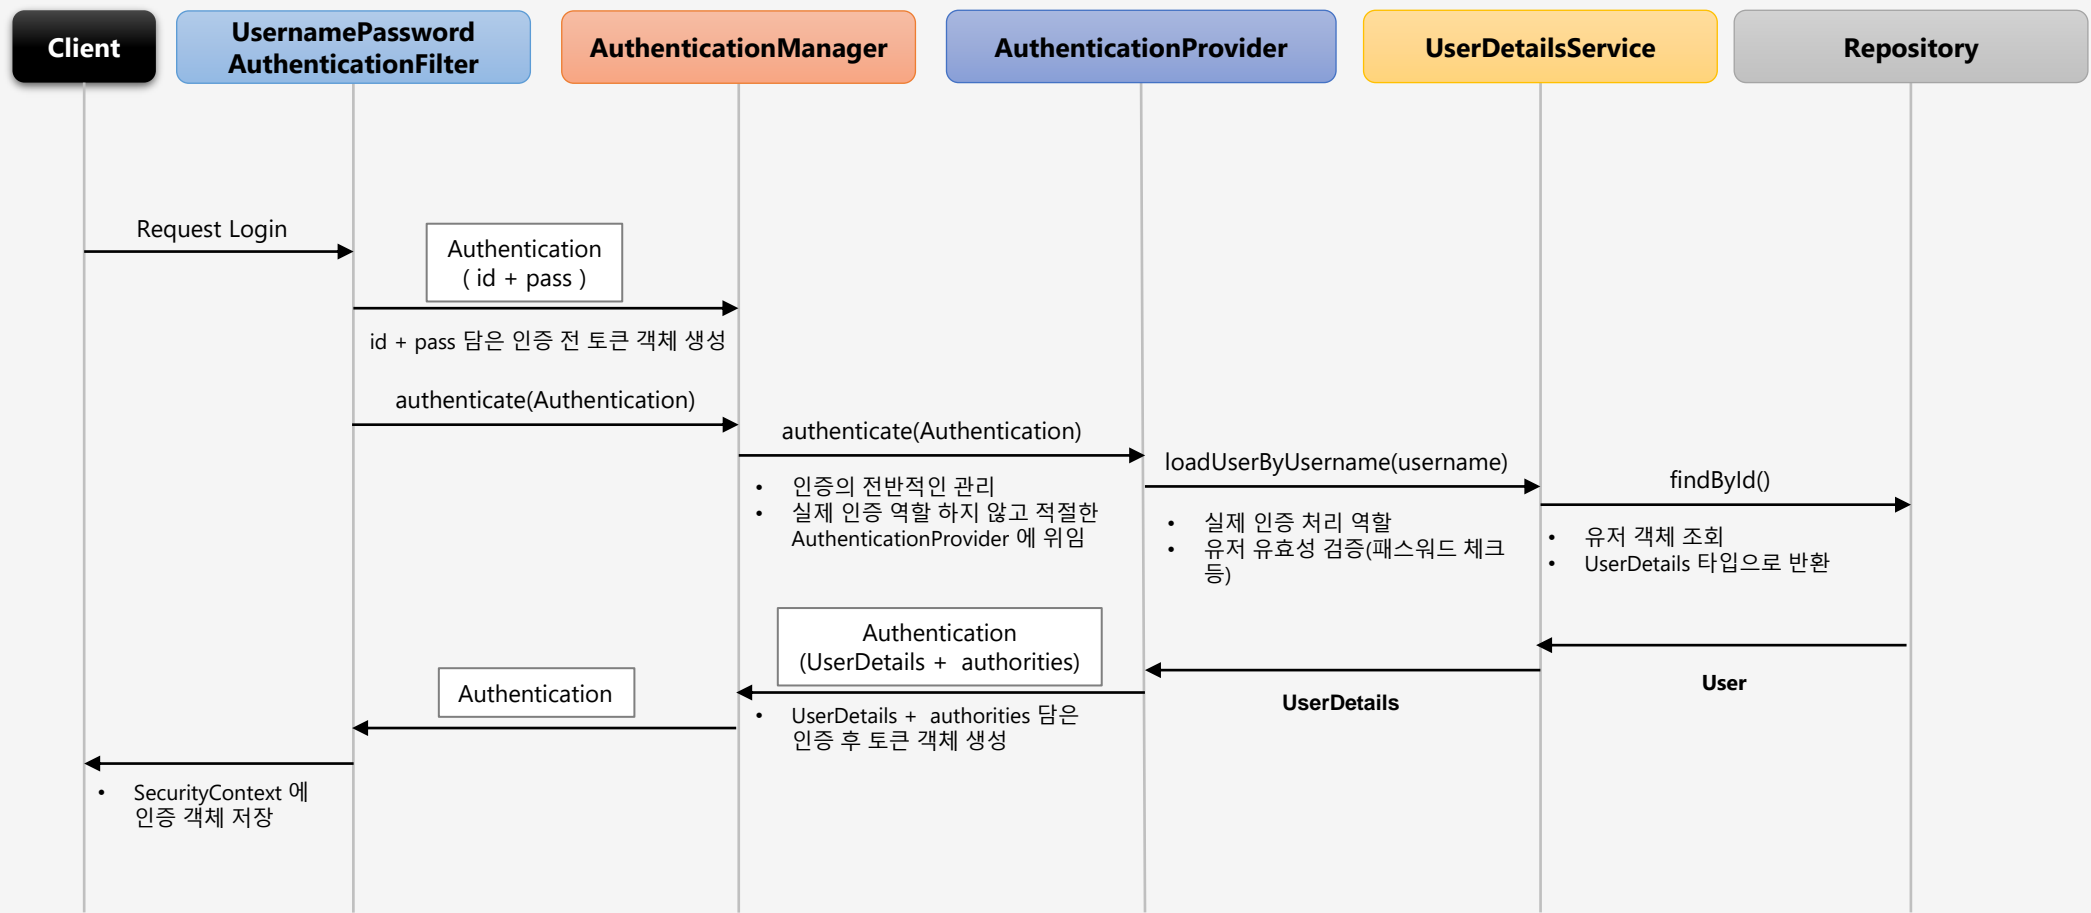 Client
UsernamePassword
AuthenticationFilter
AuthenticationManager
AuthenticationProvider
UserDetailsService
Repository
Request Login
Authentication
( id + pass )
id + pass 담은 인증 전 토큰 객체 생성
authenticate(Authentication)
authenticate(Authentication)
• 인증의 전반적인 관리
• 실제 인증 역할 하지 않고 적절한
AuthenticationProvider 에 위임
loadUserByUsername(username)
• 실제 인증 처리 역할
• 유저 유효성 검증(패스워드 체크
등)
findById()
• 유저 객체 조회
• UserDetails 타입으로 반환
User
UserDetails
Authentication
(UserDetails + authorities)
• UserDetails + authorities 담은
인증 후 토큰 객체 생성
Authentication
• SecurityContext 에
인증 객체 저장